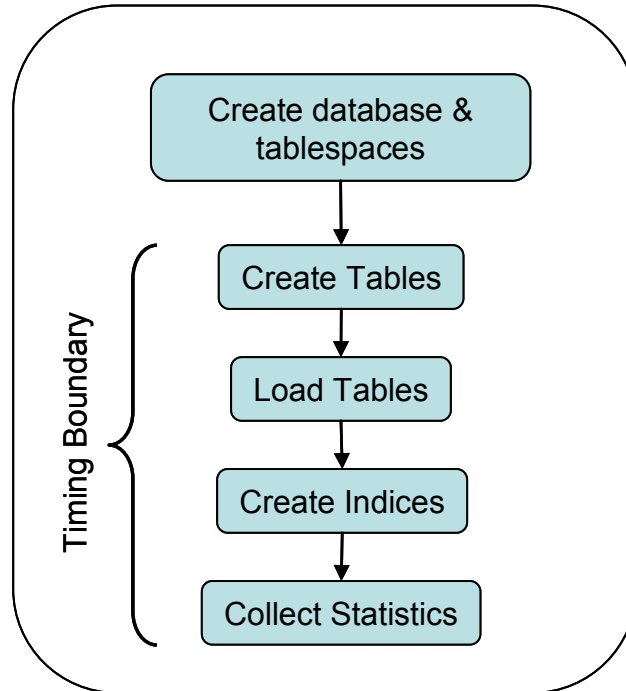 Create database &
tablespaces
Create Tables
Load Tables
Create Indices
Collect Statistics
Timing Boundary